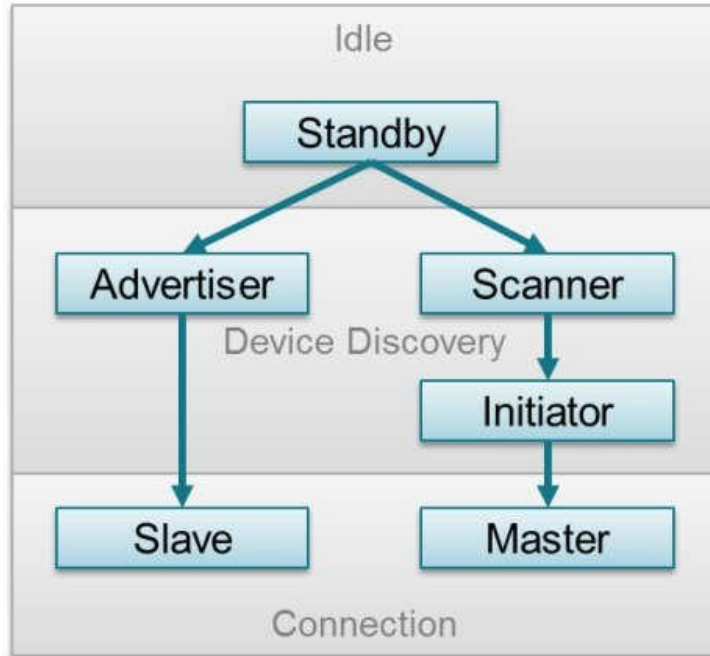 Idle
Standby
Advertiser
Scanner
Device Discovery
Initiator
Slave
Master
Connection